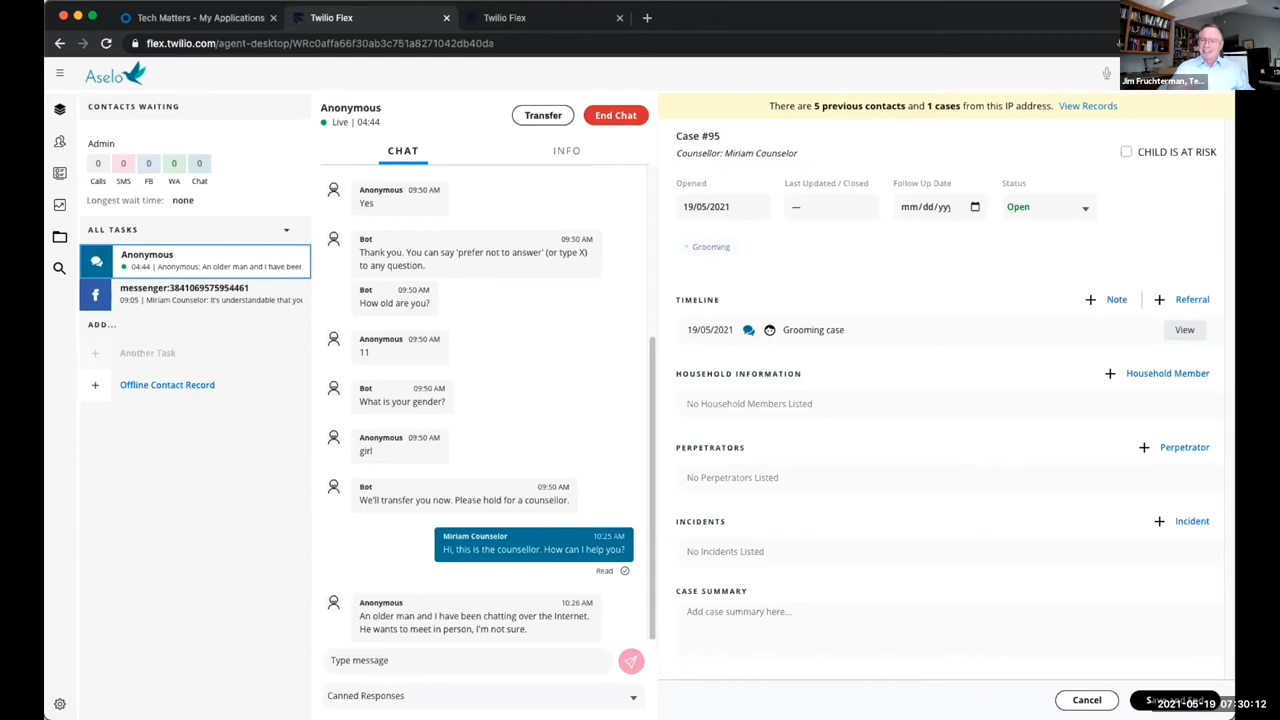 Tech Matters - My Applications
Twilio Flex
Twilio Flex
flex.twilio.com/agent-desktop/WRc0affa66f30ab3c751a8271042db40da
Jim Fruchterman, Te...
Aselo
CONTACTS WAITING
Admin
0 0 0 0 0
Calls SMS FB WA Chat
Longest wait time: none
ALL TASKS
Anonymous
04:44 | Anonymous: An older man and I have been
messenger:3841069575954461
09:05 | Miriam Counselor: It's understandable that you
ADD...
Another Task
Offline Contact Record
Anonymous
Live | 04:44
Transfer
End Chat
CHAT
INFO
Anonymous 09:50 AM
Yes
Bot 09:50 AM
Thank you. You can say 'prefer not to answer' (or type X)
to any question.
Bot 09:50 AM
How old are you?
Anonymous 09:50 AM
11
Bot 09:50 AM
What is your gender?
Anonymous 09:50 AM
girl
Bot 09:50 AM
We'll transfer you now. Please hold for a counsellor.
Miriam Counselor 10:25 AM
Hi, this is the counsellor. How can I help you?
Read
Anonymous 10:26 AM
An older man and I have been chatting over the Internet.
He wants to meet in person, I'm not sure.
Type message
Canned Responses
There are 5 previous contacts and 1 cases from this IP address. View Records
Case #95
Counsellor: Miriam Counselor
CHILD IS AT RISK
Opened Last Updated / Closed Follow Up Date Status
19/05/2021 — mm/dd/yyy Open
Grooming
TIMELINE
Note
Referral
19/05/2021 Grooming case View
HOUSEHOLD INFORMATION
Household Member
No Household Members Listed
PERPETRATORS
Perpetrator
No Perpetrators Listed
INCIDENTS
Incident
No Incidents Listed
CASE SUMMARY
Add case summary here...
Cancel
Save and End
2021-05-19 07:30:12